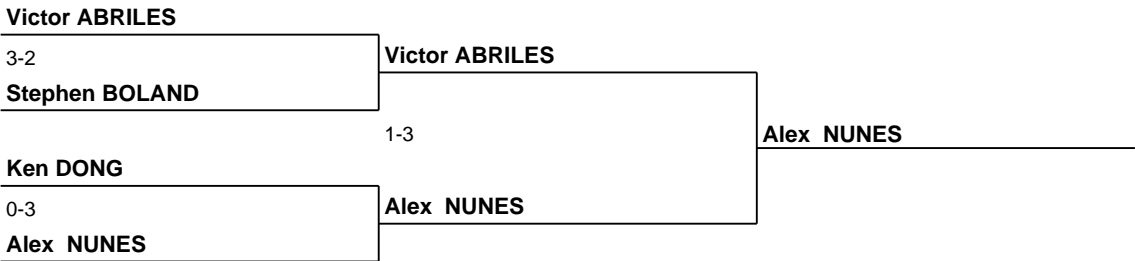 Victor ABRILES
3-2
Victor ABRILES
Stephen BOLAND
1-3
Alex  NUNES
Ken DONG
0-3
Alex  NUNES
Alex  NUNES